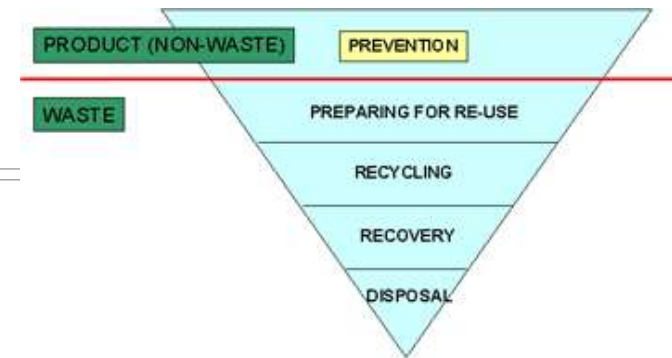 PRODUCT (NON-WASTE) PREVENTION
WASTE PREPARING FOR RE-USE
RECYCLING
RECOVERY
DISPOSAL